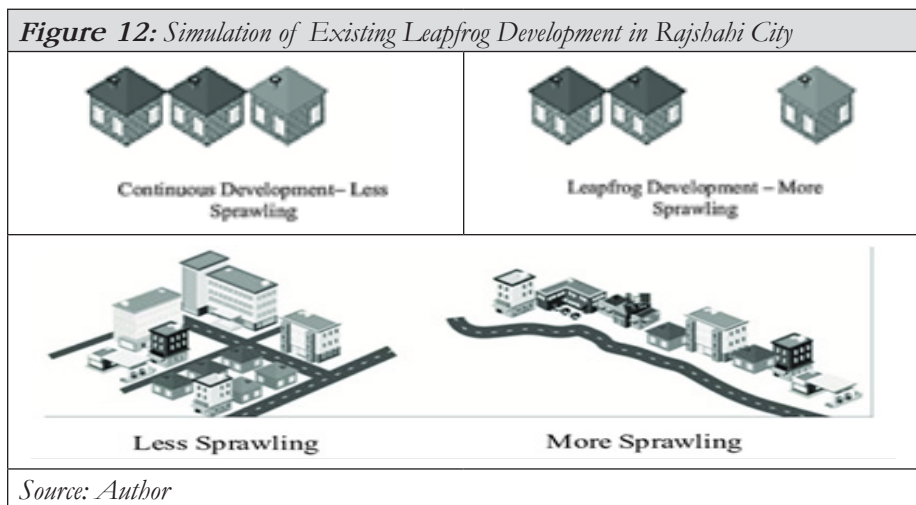 Figure 12: Simulation of Existing Leapfrog Development in Rajshahi City
Continuous Development– Less
Sprawling
Leapfrog Development – More
Sprawling
Less Sprawling
More Sprawling
Source: Author